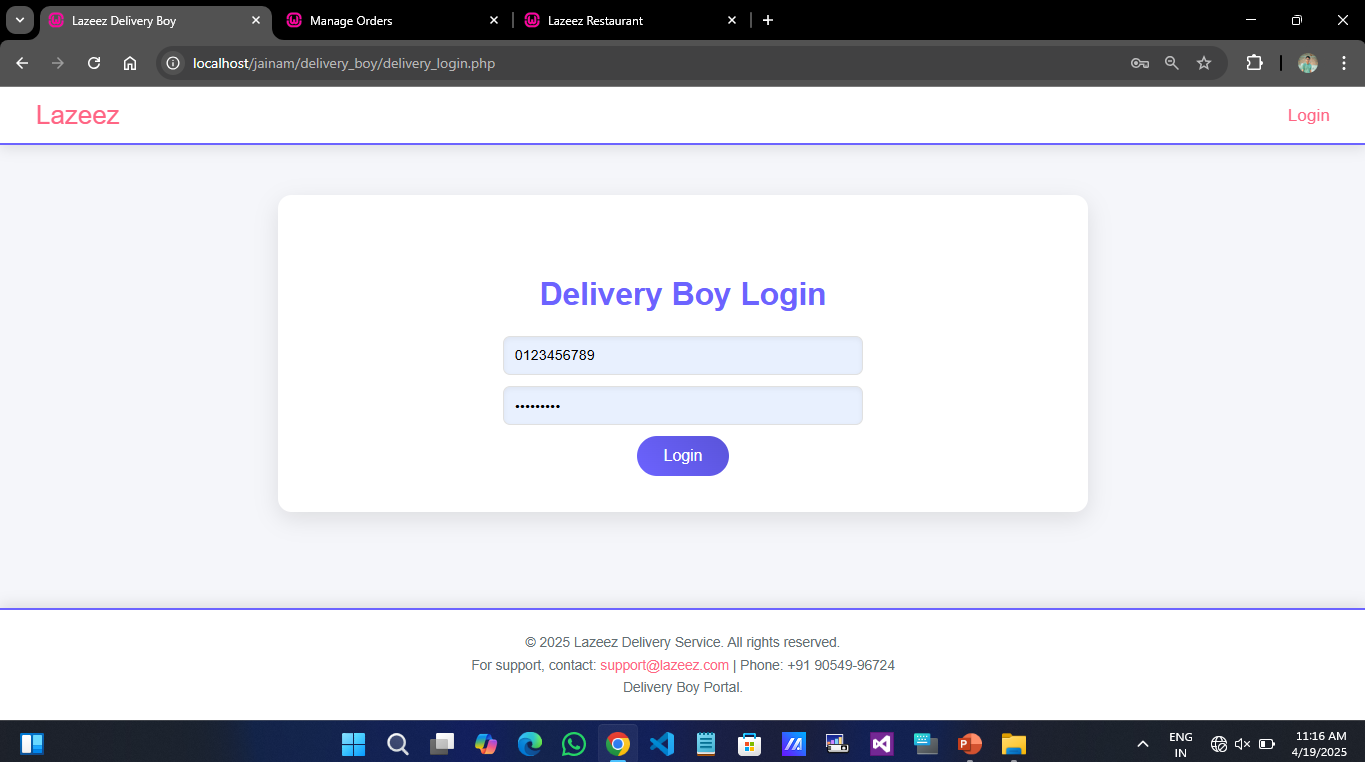 Lazeez Delivery Boy
Manage Orders
Lazeez Restaurant
localhost/jainam/delivery_boy/delivery_login.php
Lazeez
Login
Delivery Boy Login
0123456789
•••••••••
Login
© 2025 Lazeez Delivery Service. All rights reserved.
For support, contact: support@lazeez.com | Phone: +91 90549-96724
Delivery Boy Portal.
ENG
IN
11:16 AM
4/19/2025